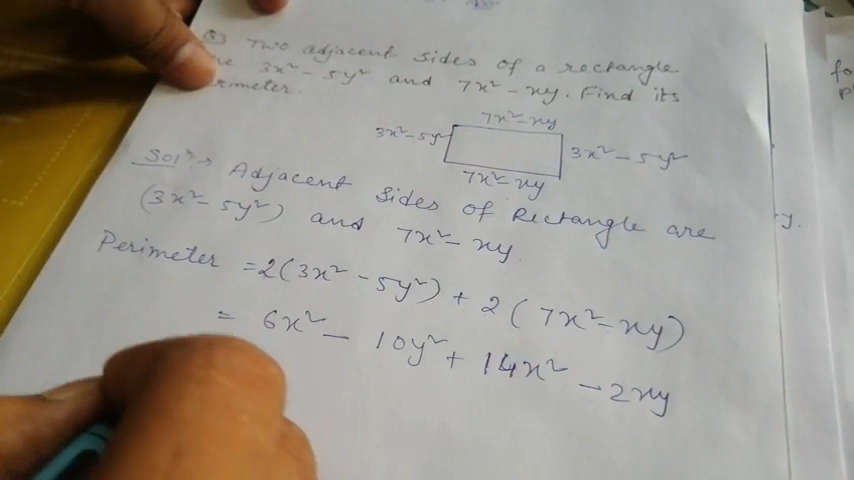 Q3 Two adjacent sides of a rectangle
3x² - 5y² and 7x² - xy. Find its
7x² - xy
3x² - 5y²
3x² - 5y²
7x² - xy
Solⁿ → Adjacent sides of Rectangle are
(3x² - 5y²) and 7x² - xy.
Perimeter = 2(3x² - 5y²) + 2(7x² - xy)
= 6x² - 10y² + 14x² - 2xy
y.